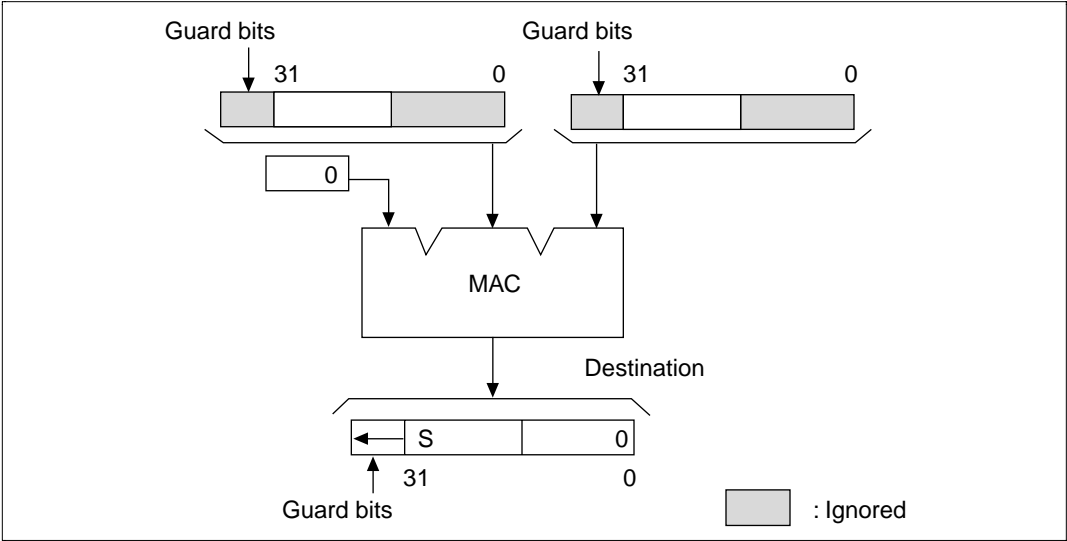 Guard bits
Guard bits
31 0
31 0
0
MAC
Destination
S 0
31 0
Guard bits
: Ignored